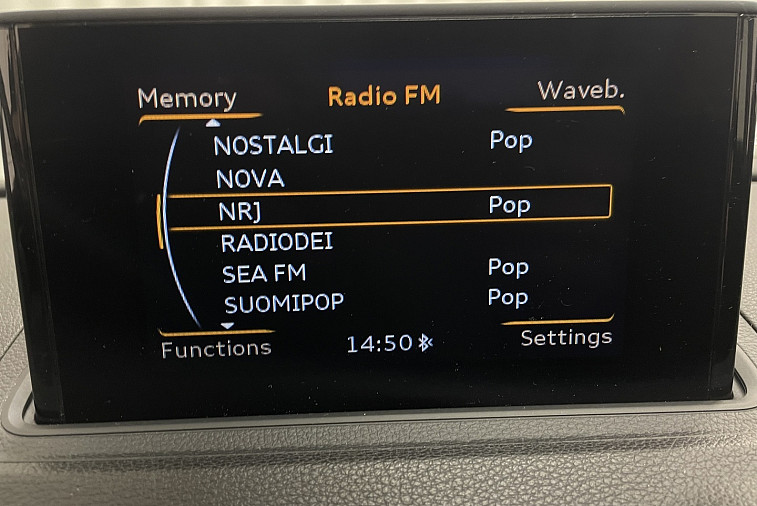 Memory Radio FM Waveb.
NOSTALGI Pop
NOVA
NRJ Pop
RADIODEI
SEA FM Pop
SUOMIPOP Pop
Functions 14:50 Settings